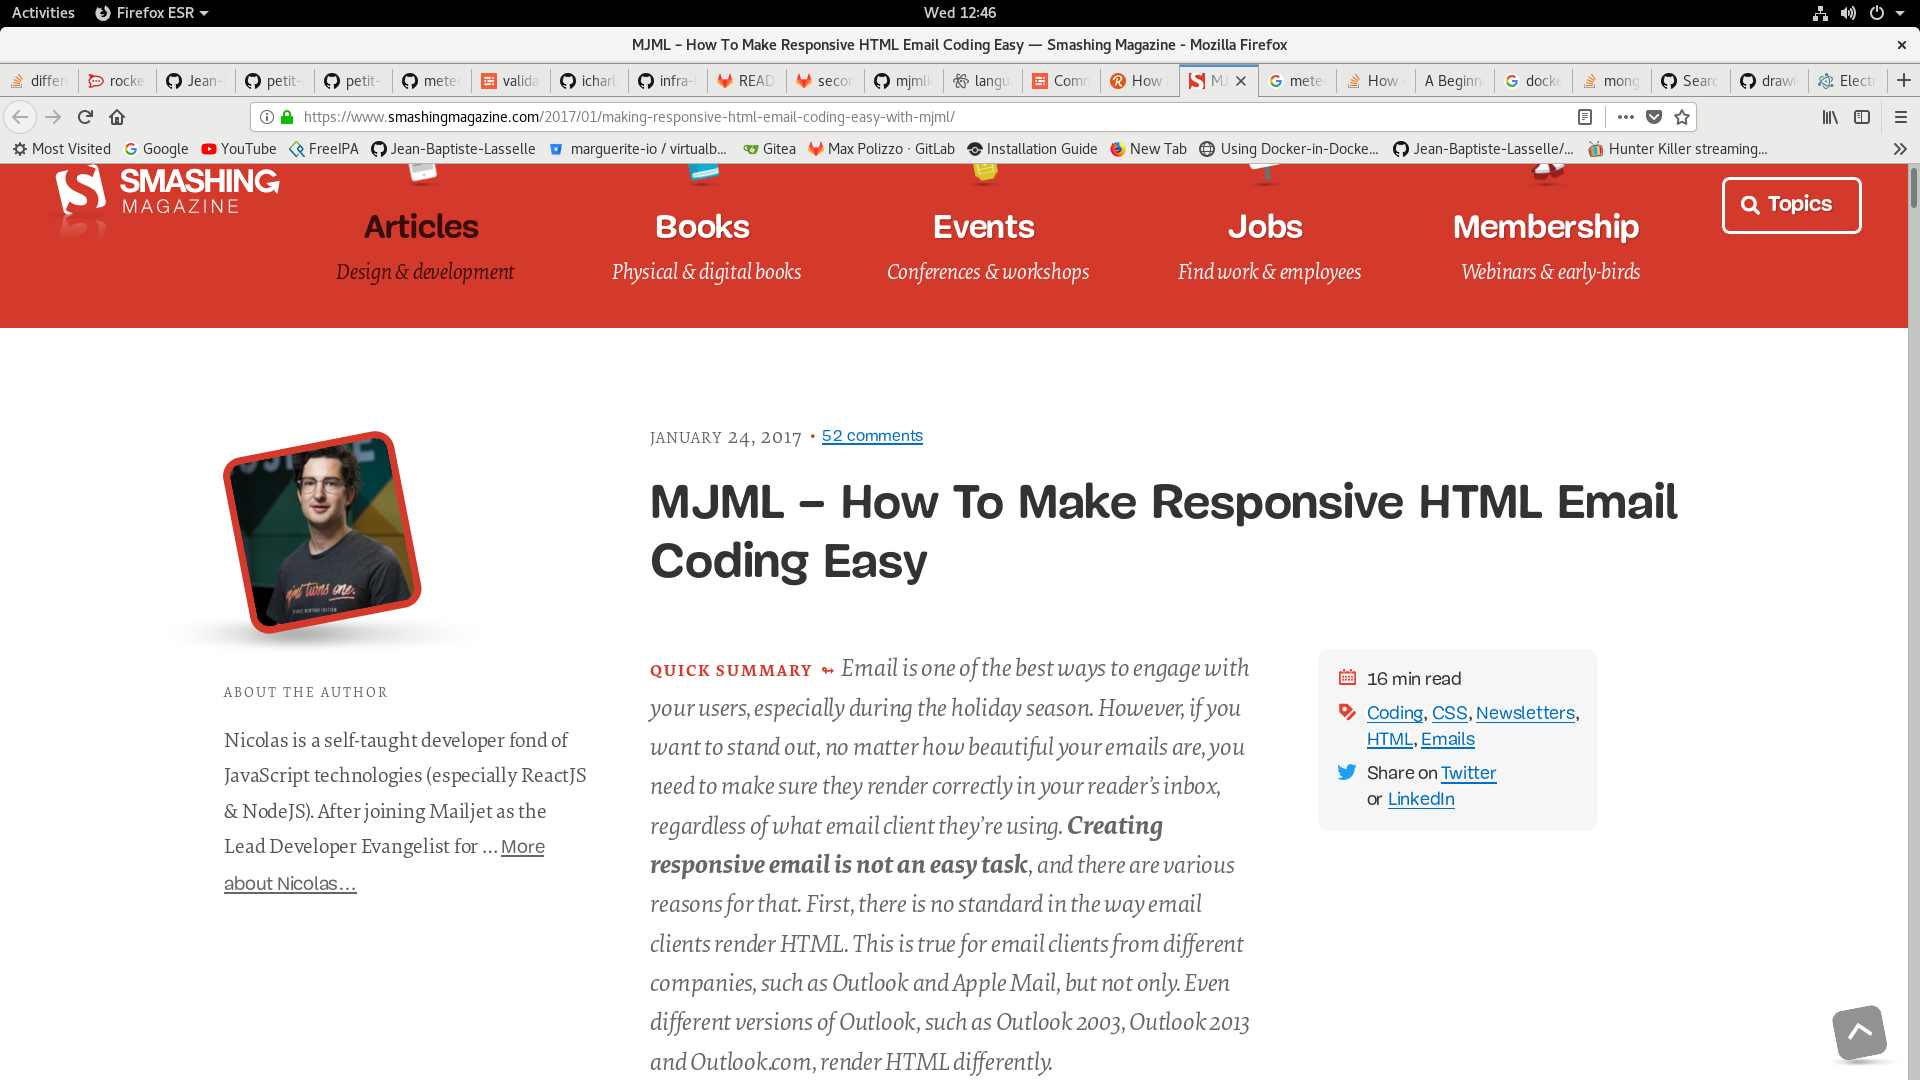 Activities Firefox ESR Wed 12:46
MJML – How To Make Responsive HTML Email Coding Easy — Smashing Magazine - Mozilla Firefox
differ rocke Jean- petit- petit- meteo valida icharl infra- READ secon mjmli langu Comm How MJ mete How A Beginn docke mong Searc drawi Electr
https://www.smashingmagazine.com/2017/01/making-responsive-html-email-coding-easy-with-mjml/
Most Visited Google YouTube FreeIPA Jean-Baptiste-Lasselle marguerite-io / virtualb... Gitea Max Polizzo · GitLab Installation Guide New Tab Using Docker-in-Docke... Jean-Baptiste-Lasselle/... Hunter Killer streaming...
SMASHING
MAGAZINE
Topics
Articles Books Events Jobs Membership
Design & development Physical & digital books Conferences & workshops Find work & employees Webinars & early-birds
JANUARY 24, 2017 • 52 comments
MJML – How To Make Responsive HTML Email
Coding Easy
mjml turns one.
ABOUT THE AUTHOR
Nicolas is a self-taught developer fond of
JavaScript technologies (especially ReactJS
& NodeJS). After joining Mailjet as the
Lead Developer Evangelist for … More
about Nicolas…
QUICK SUMMARY ↬ Email is one of the best ways to engage with
your users, especially during the holiday season. However, if you
want to stand out, no matter how beautiful your emails are, you
need to make sure they render correctly in your reader’s inbox,
regardless of what email client they’re using. Creating
responsive email is not an easy task, and there are various
reasons for that. First, there is no standard in the way email
clients render HTML. This is true for email clients from different
companies, such as Outlook and Apple Mail, but not only. Even
different versions of Outlook, such as Outlook 2003, Outlook 2013
and Outlook.com, render HTML differently.
16 min read
Coding, CSS, Newsletters,
HTML, Emails
Share on Twitter
or LinkedIn